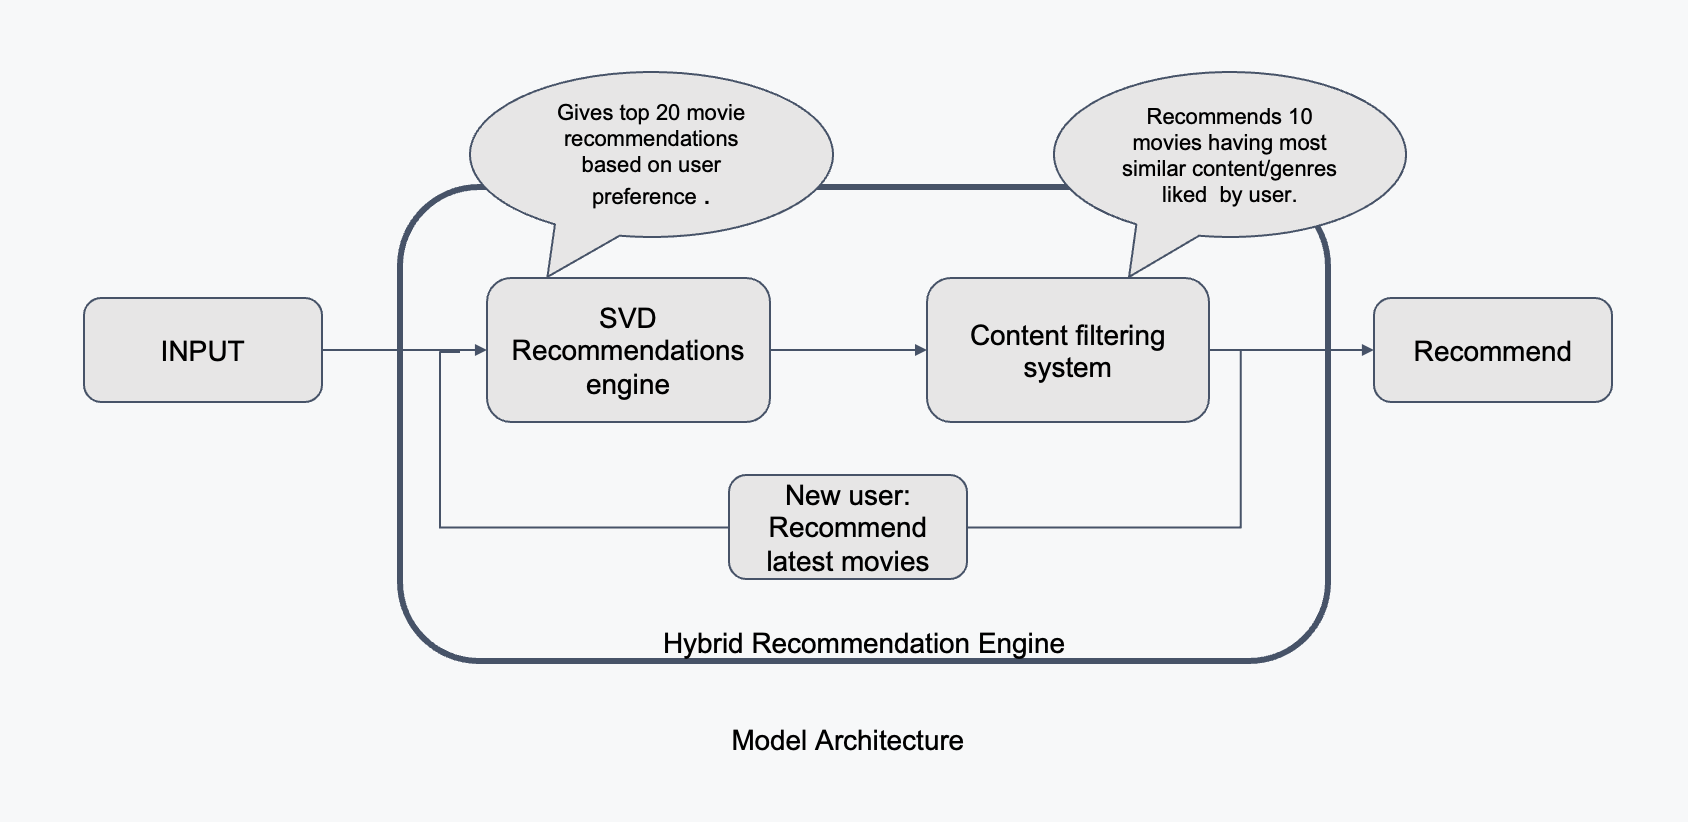 Gives top 20 movie
recommendations
based on user
preference .
Recommends 10
movies having most
similar content/genres
liked  by user.
INPUT
SVD
Recommendations
engine
Content filtering
system
Recommend
New user:
Recommend
latest movies
Hybrid Recommendation Engine
Model Architecture